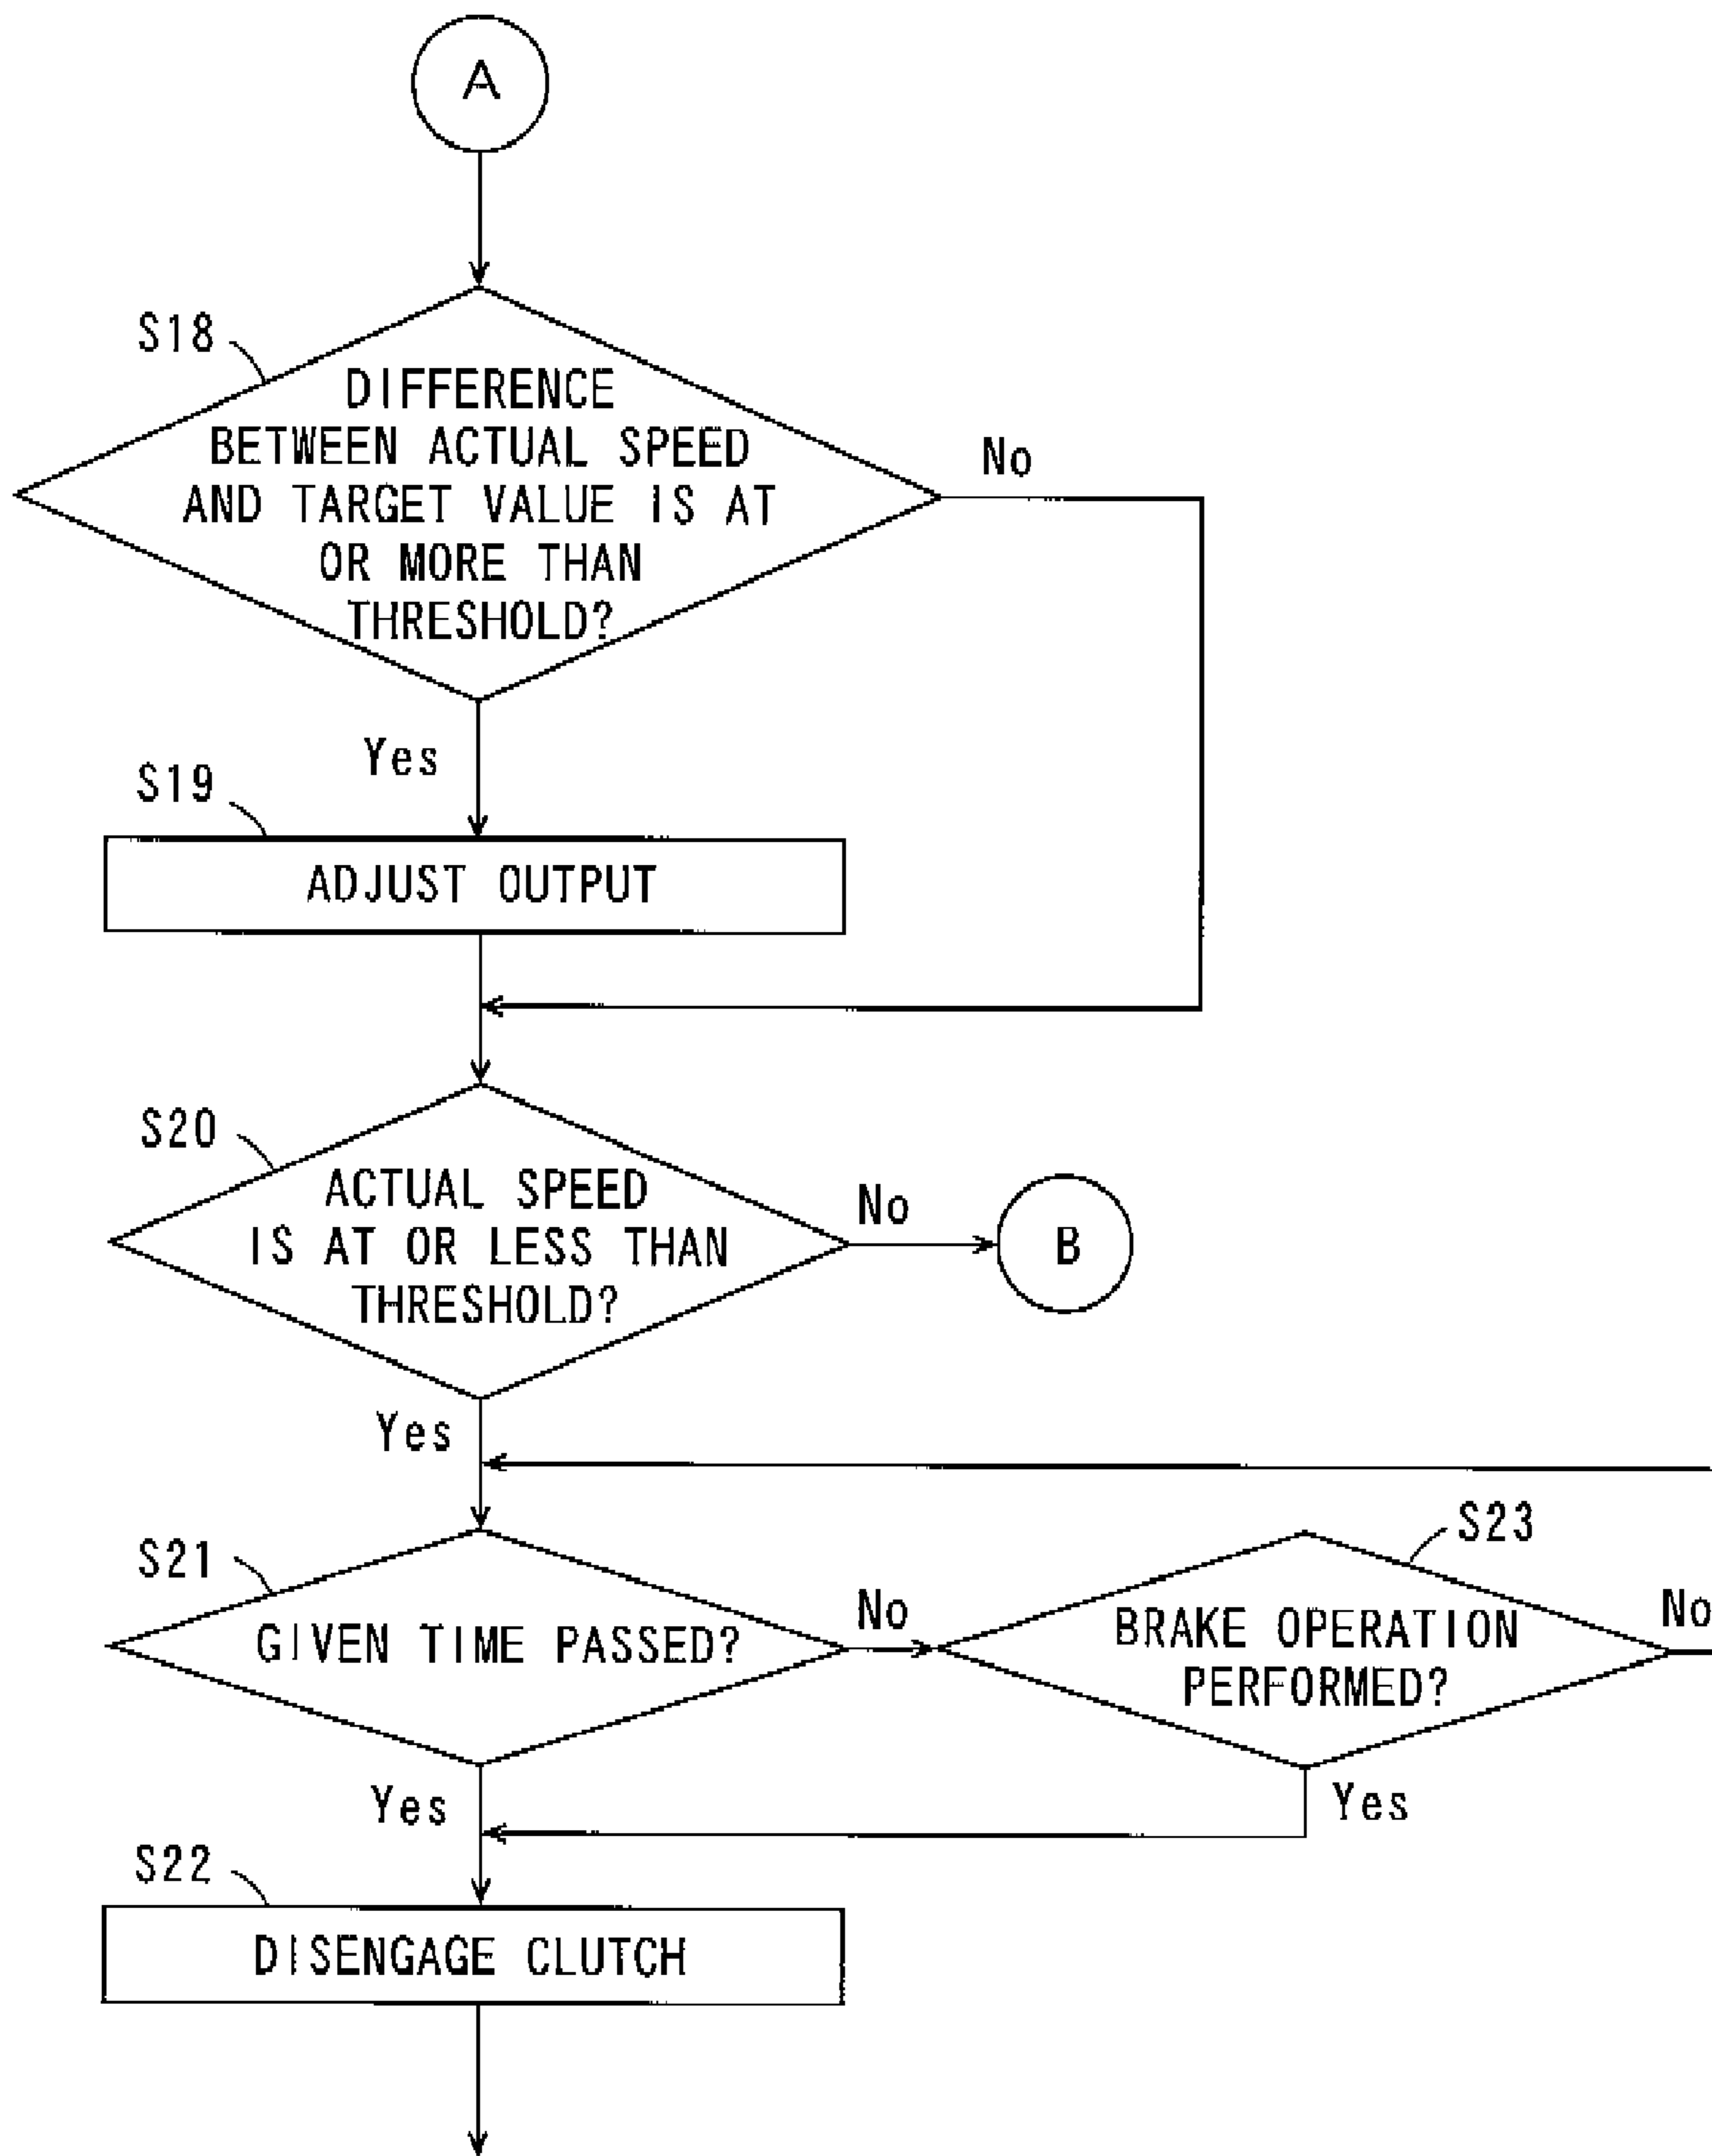 A
S18
DIFFERENCE
BETWEEN ACTUAL SPEED
AND TARGET VALUE IS AT
OR MORE THAN
THRESHOLD?
No
Yes
S19
ADJUST OUTPUT
S20
ACTUAL SPEED
IS AT OR LESS THAN
THRESHOLD?
No
B
Yes
S21
GIVEN TIME PASSED?
No
S23
BRAKE OPERATION
PERFORMED?
No
Yes
Yes
S22
DISENGAGE CLUTCH